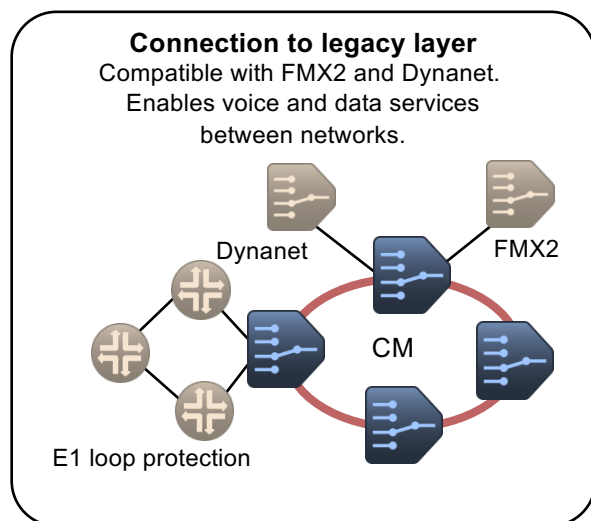 Connection to legacy layer
Compatible with FMX2 and Dynanet.
Enables voice and data services
between networks.
Dynanet
FMX2
CM
E1 loop protection